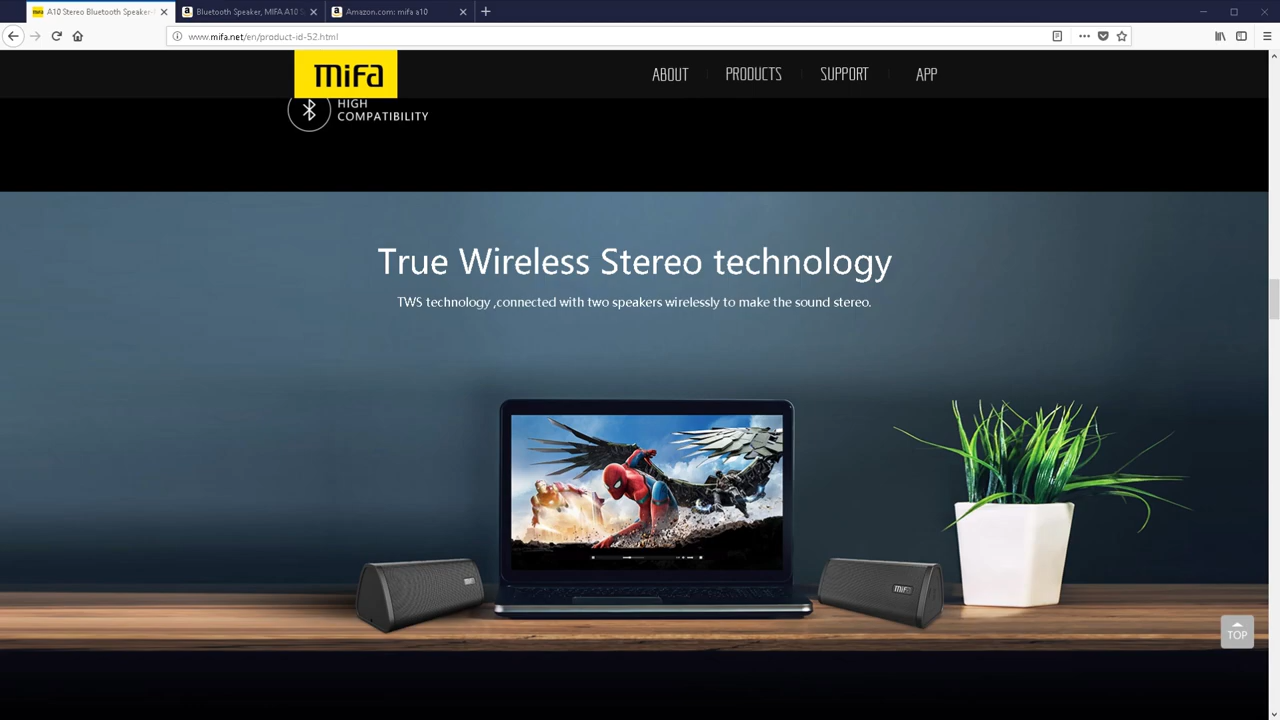 A10 Stereo Bluetooth Speaker-
Bluetooth Speaker, MIFA A10 S
Amazon.com: mifa a10
www.mifa.net/en/product-id-52.html
mifa
ABOUT
PRODUCTS
SUPPORT
APP
HIGH
COMPATIBILITY
True Wireless Stereo technology
TWS technology ,connected with two speakers wirelessly to make the sound stereo.
mifa
mifa
TOP